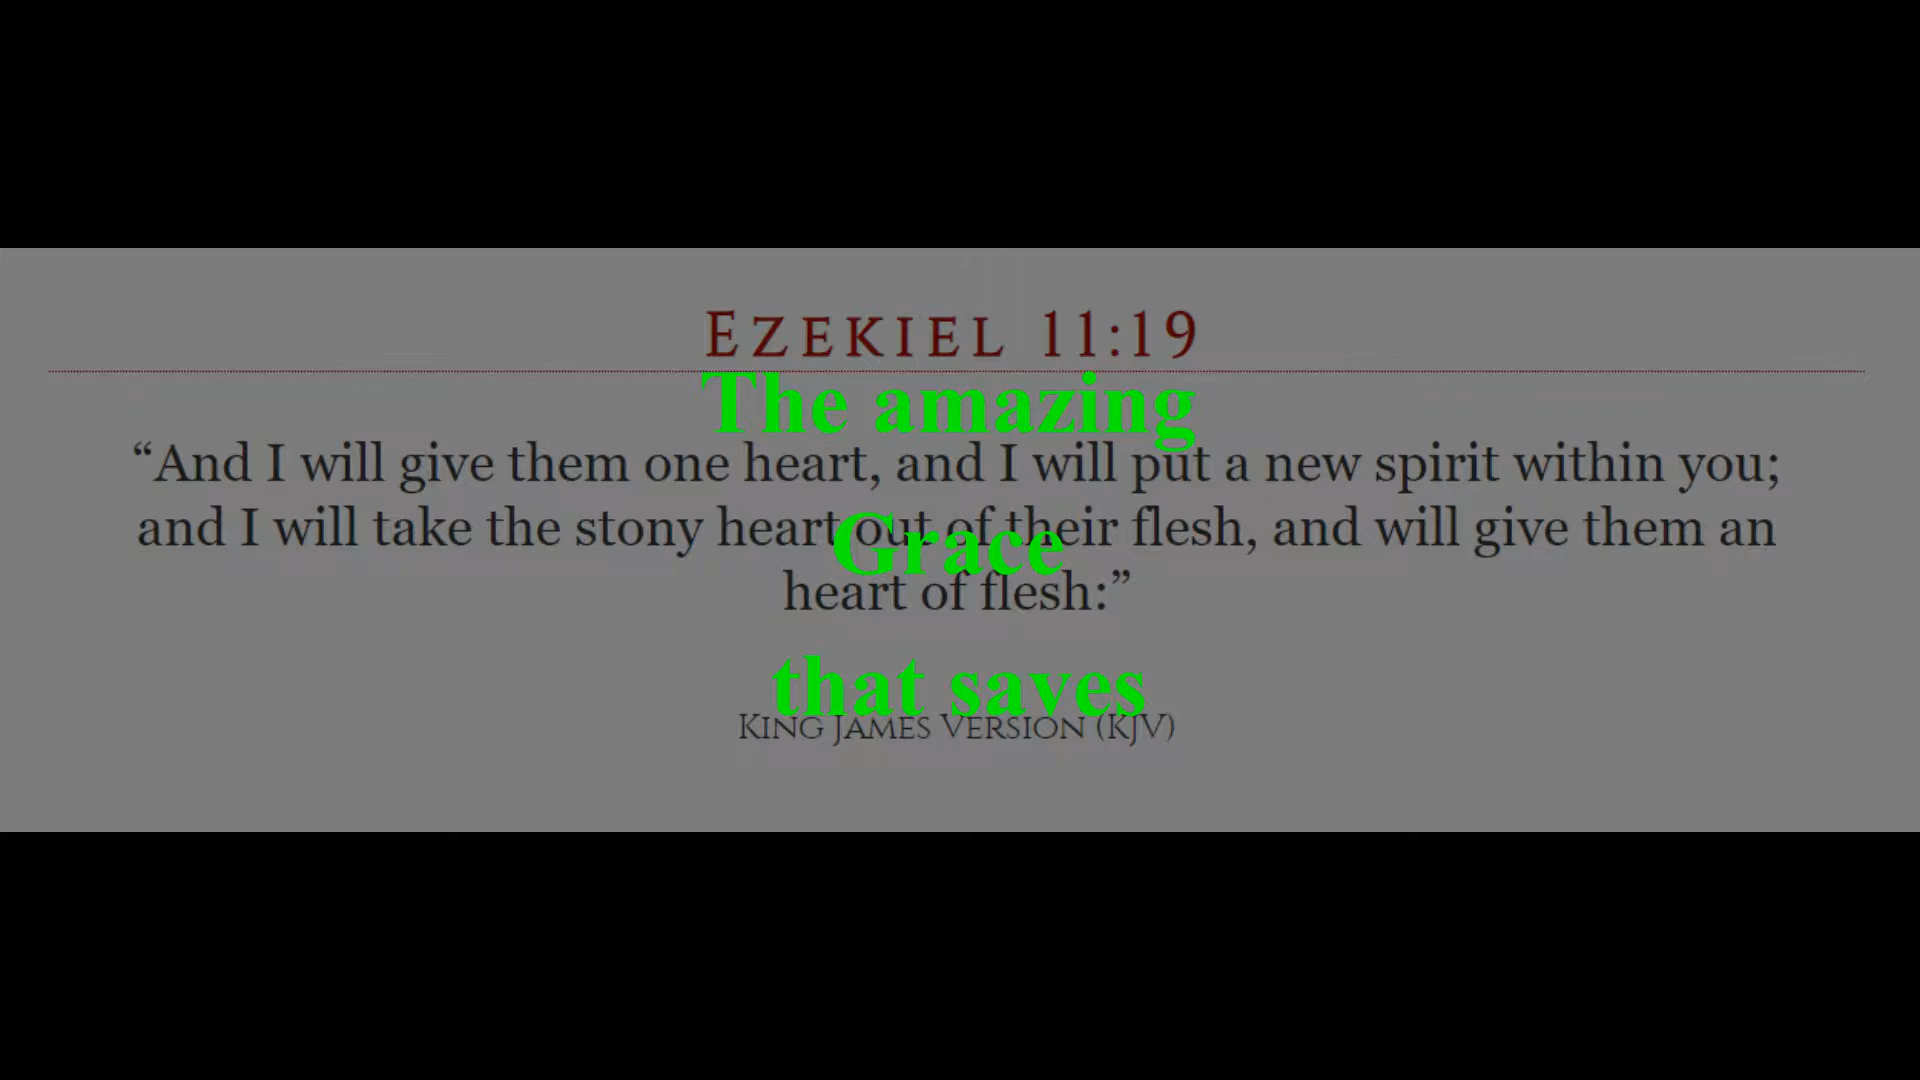 EZEKIEL 11:19
The amazing
“And I will give them one heart, and I will put a new spirit within you;
and I will take the stony heart out of their flesh, and will give them an
Grace
heart of flesh:”
that saves
KING JAMES VERSION (KJV)